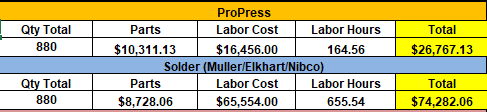 ProPress
Qty Total Parts Labor Cost Labor Hours Total
880 $10,311.13 $16,456.00 164.56 $26,767.13
Solder (Muller/Elkhart/Nibco)
Qty Total Parts Labor Cost Labor Hours Total
880 $8,728.06 $65,554.00 655.54 $74,282.06